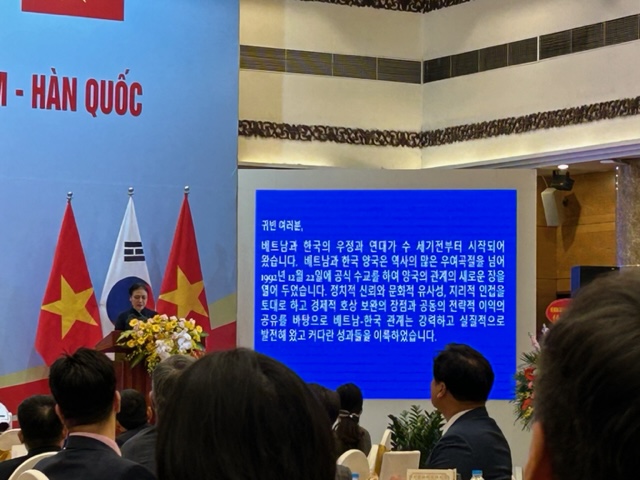 M - HÀN QUỐC
귀빈 여러분,
베트남과 한국의 우정과 연대가 수 세기전부터 시작되어
왔습니다. 베트남과 한국 양국은 역사의 많은 우여곡절을 넘어
1992년 12월 22일에 공식 수교를 하여 양국의 관계의 새로운 장을
열어 두었습니다. 정치적 신뢰와 문화적 유사성, 지리적 인접을
토대로 하고 경제적 호상 보완의 장점과 공동의 전략적 이익의
공유를 바탕으로 베트남-한국 관계는 강력하고 실질적으로
발전해 왔고 커다란 성과들을 이룩하였습니다.